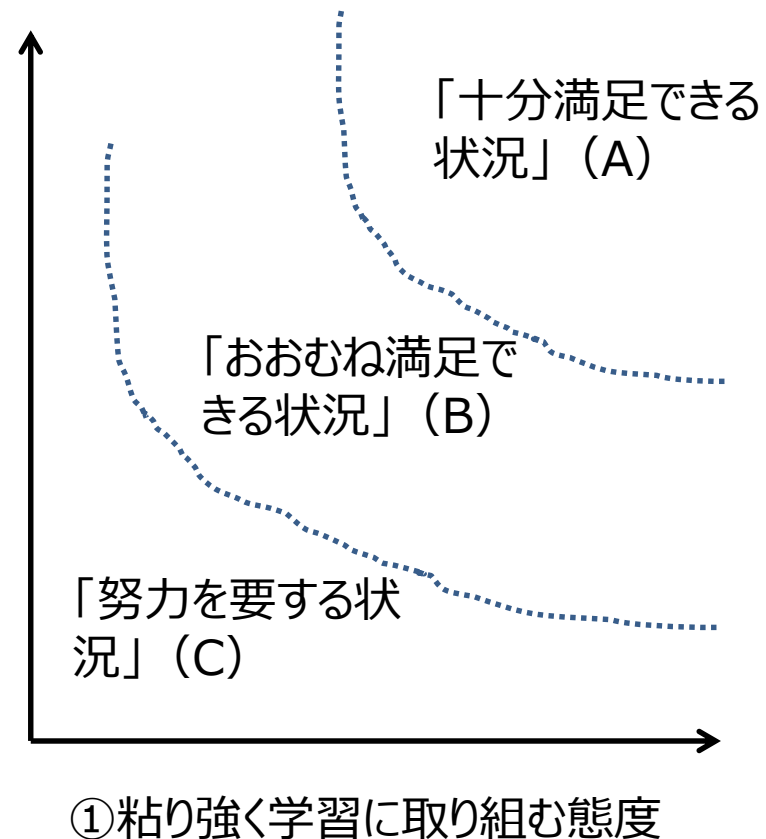 「十分満足できる
状況」（A）
「おおむね満足で
きる状況」（B）
「努力を要する状
況」（C）
①粘り強く学習に取り組む態度